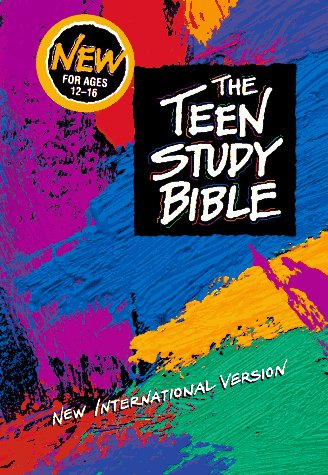 NEW
FOR AGES
12-16
THE
TEEN
STUDY
BIBLE
NEW INTERNATIONAL VERSION